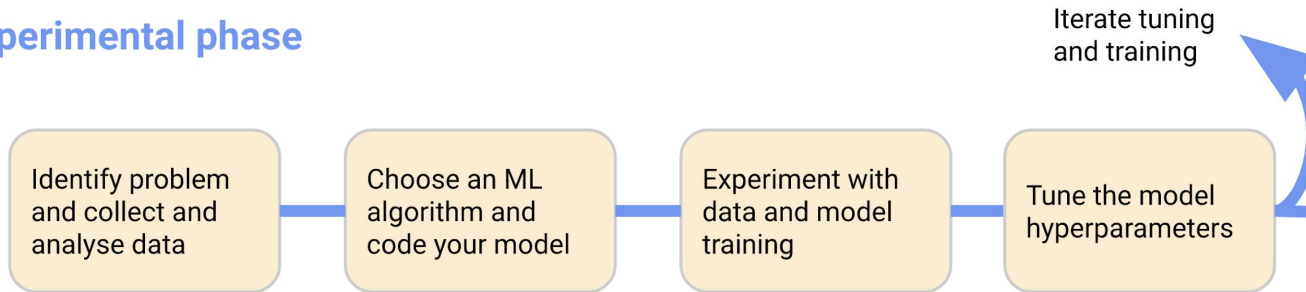 perimental phase
Iterate tuning
and training
Identify problem
and collect and
analyse data
Choose an ML
algorithm and
code your model
Experiment with
data and model
training
Tune the model
hyperparameters